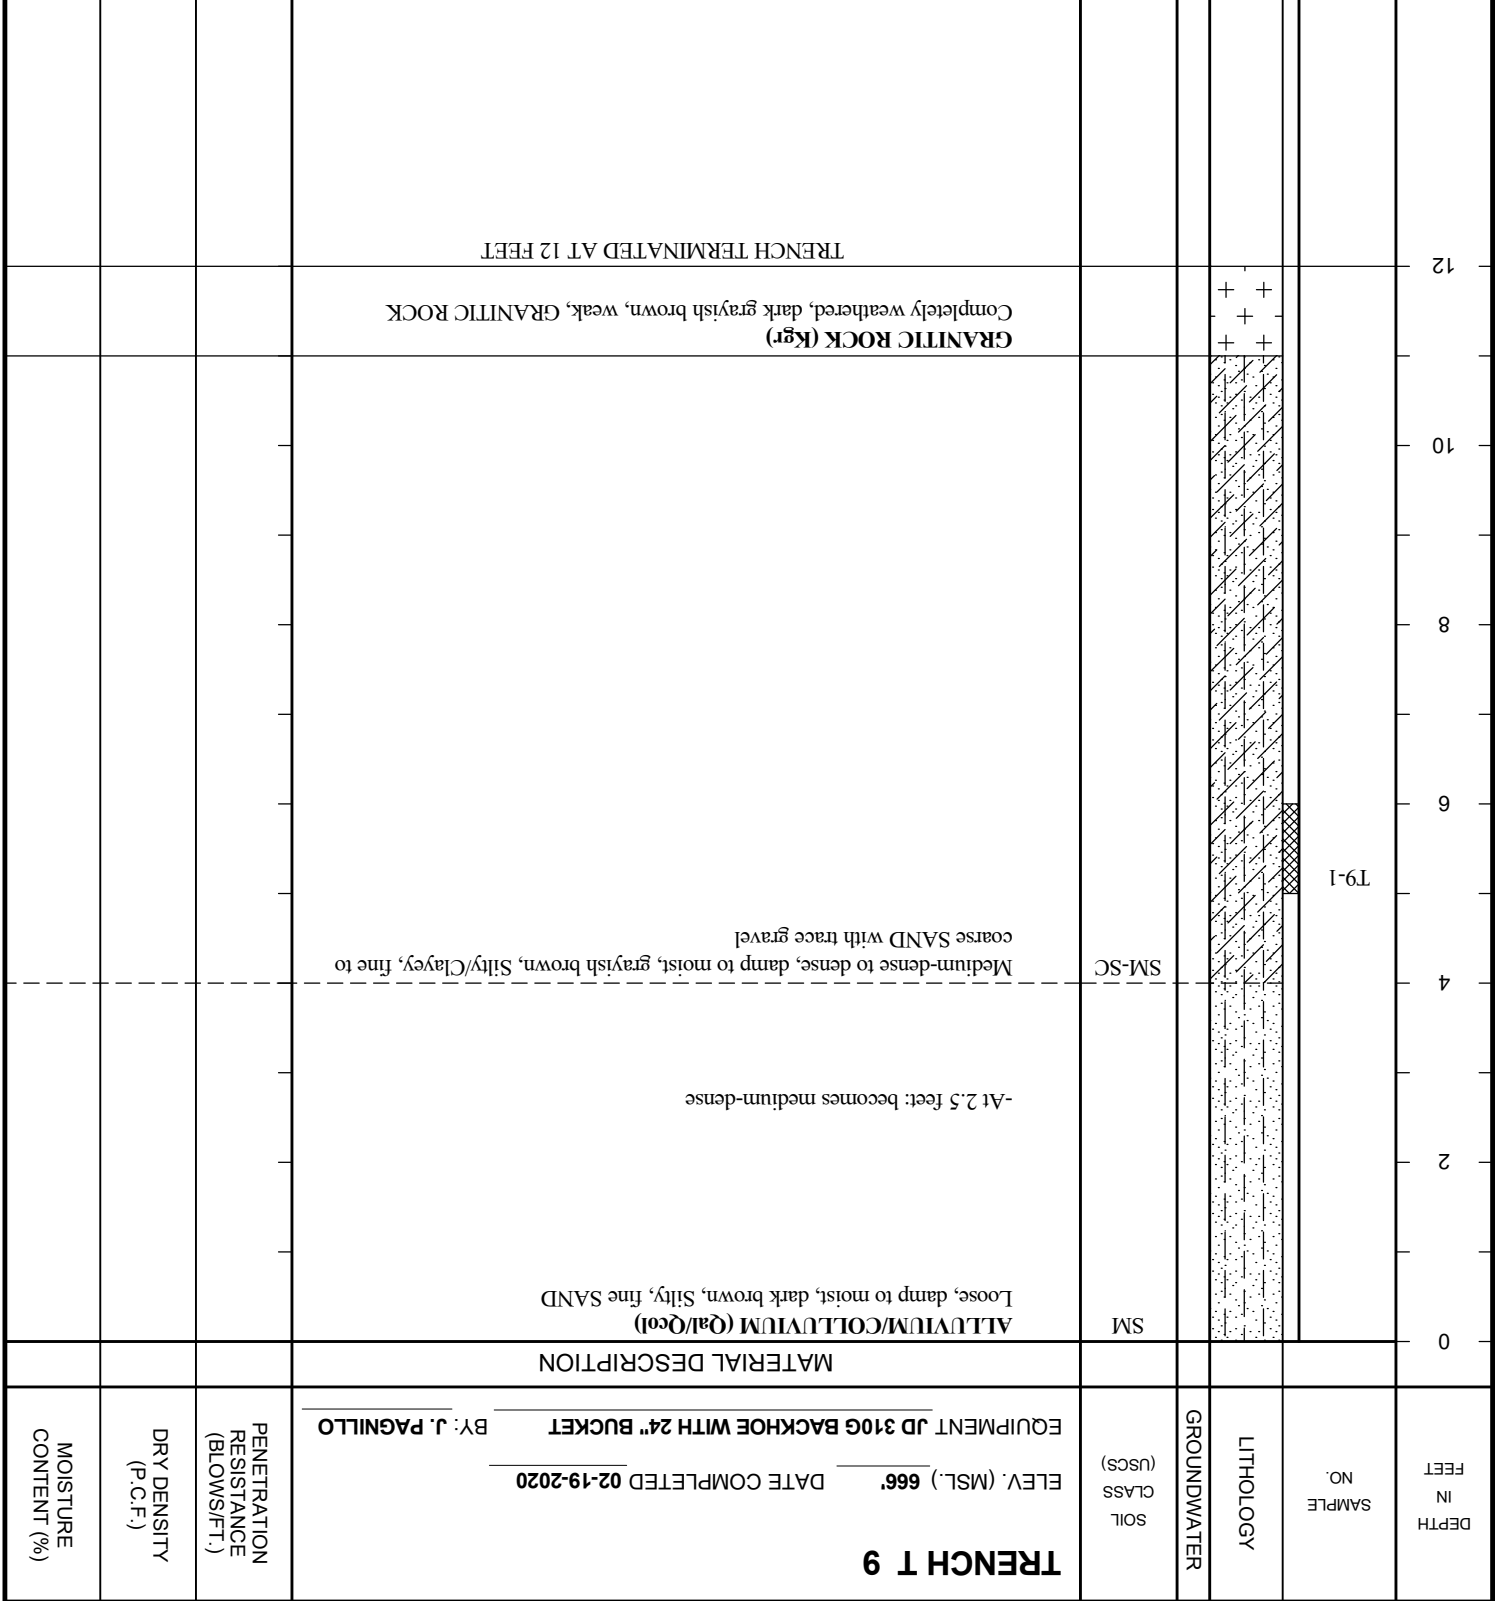 TRENCH T 9
DEPTH
IN
FEET
SAMPLE
NO.
LITHOLOGY
GROUNDWATER
SOIL
CLASS
(USCS)
ELEV. (MSL.) 666' DATE COMPLETED 02-19-2020
EQUIPMENT JD 310G BACKHOE WITH 24" BUCKET BY: J. PAGNILLO
PENETRATION
RESISTANCE
(BLOWS/FT.)
DRY DENSITY
(P.C.F.)
MOISTURE
CONTENT (%)
MATERIAL DESCRIPTION
0
SM
ALLUVIUM/COLLUVIUM (Qal/Qcol)
Loose, damp to moist, dark brown, Silty, fine SAND
2
-At 2.5 feet: becomes medium-dense
4
SM-SC
Medium-dense to dense, damp to moist, grayish brown, Silty/Clayey, fine to
coarse SAND with trace gravel
T9-1
6
8
10
GRANITIC ROCK (Kgr)
Completely weathered, dark grayish brown, weak, GRANITIC ROCK
12
TRENCH TERMINATED AT 12 FEET